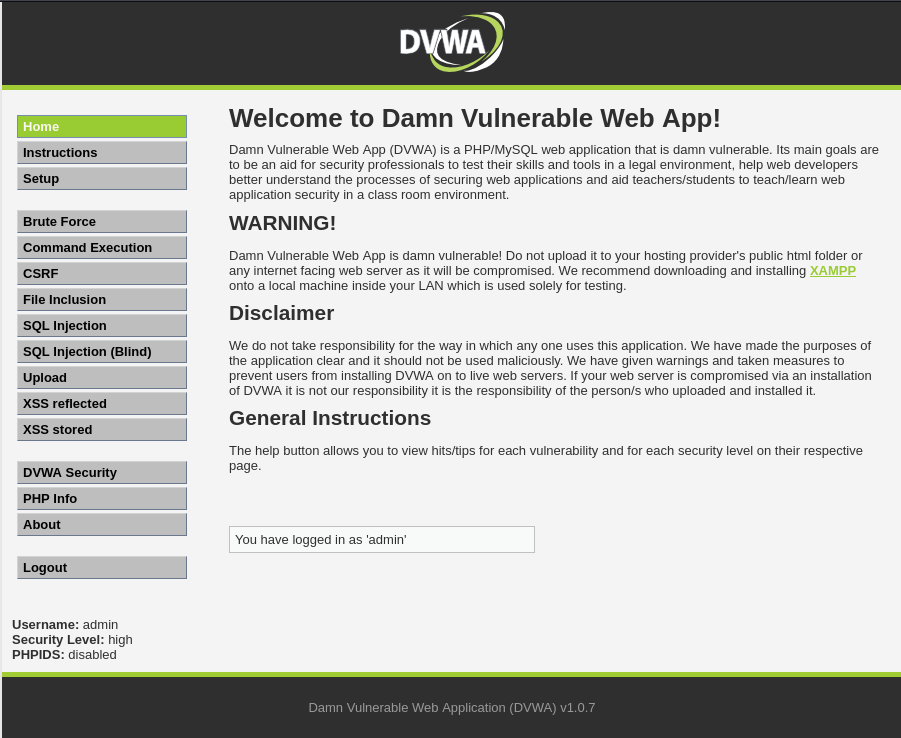 DVWA
Home
Instructions
Setup
Brute Force
Command Execution
CSRF
File Inclusion
SQL Injection
SQL Injection (Blind)
Upload
XSS reflected
XSS stored
DVWA Security
PHP Info
About
Logout
Username: admin
Security Level: high
PHPIDS: disabled
Welcome to Damn Vulnerable Web App!
Damn Vulnerable Web App (DVWA) is a PHP/MySQL web application that is damn vulnerable. Its main goals are
to be an aid for security professionals to test their skills and tools in a legal environment, help web developers
better understand the processes of securing web applications and aid teachers/students to teach/learn web
application security in a class room environment.
WARNING!
Damn Vulnerable Web App is damn vulnerable! Do not upload it to your hosting provider's public html folder or
any internet facing web server as it will be compromised. We recommend downloading and installing XAMPP
onto a local machine inside your LAN which is used solely for testing.
Disclaimer
We do not take responsibility for the way in which any one uses this application. We have made the purposes of
the application clear and it should not be used maliciously. We have given warnings and taken measures to
prevent users from installing DVWA on to live web servers. If your web server is compromised via an installation
of DVWA it is not our responsibility it is the responsibility of the person/s who uploaded and installed it.
General Instructions
The help button allows you to view hits/tips for each vulnerability and for each security level on their respective
page.
You have logged in as 'admin'
Damn Vulnerable Web Application (DVWA) v1.0.7